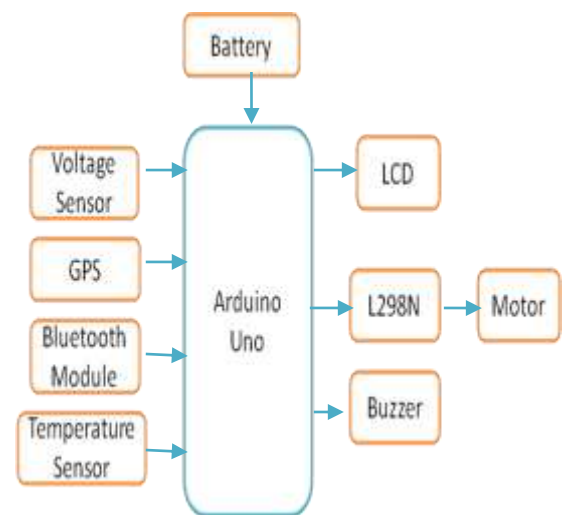 Battery
Voltage
Sensor
LCD
GPS
Arduino
Uno
L298N
Motor
Bluetooth
Module
Buzzer
Temperature
Sensor